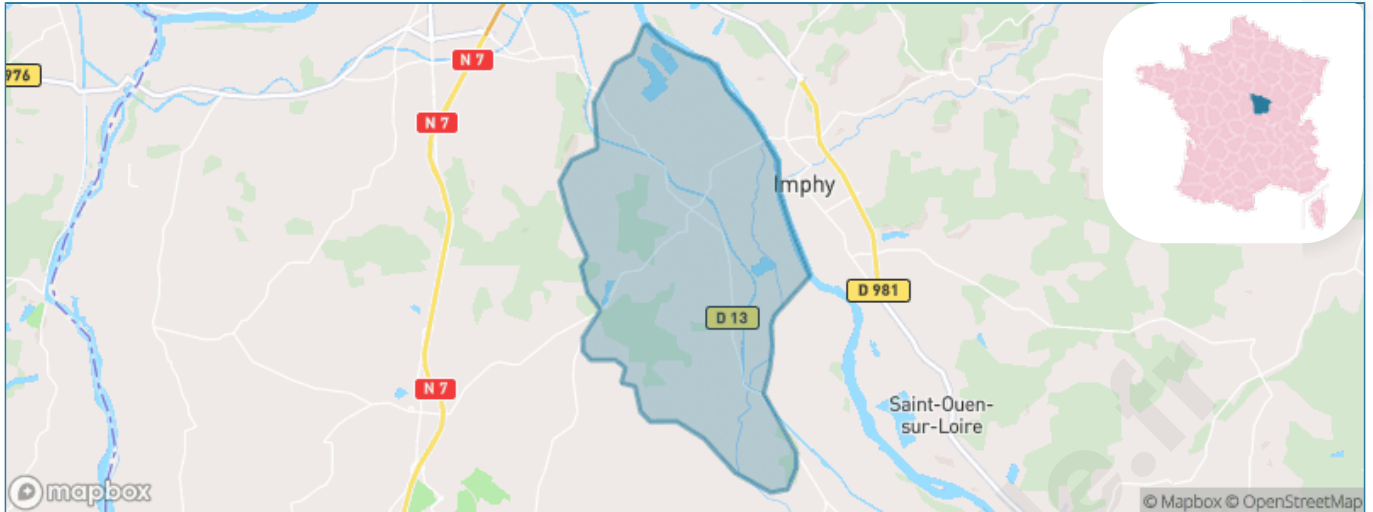 976
N 7
N 7
Imphy
D 981
D 13
N 7
Saint-Ouen-
sur-Loire
mapbox
© Mapbox © OpenStreetMap